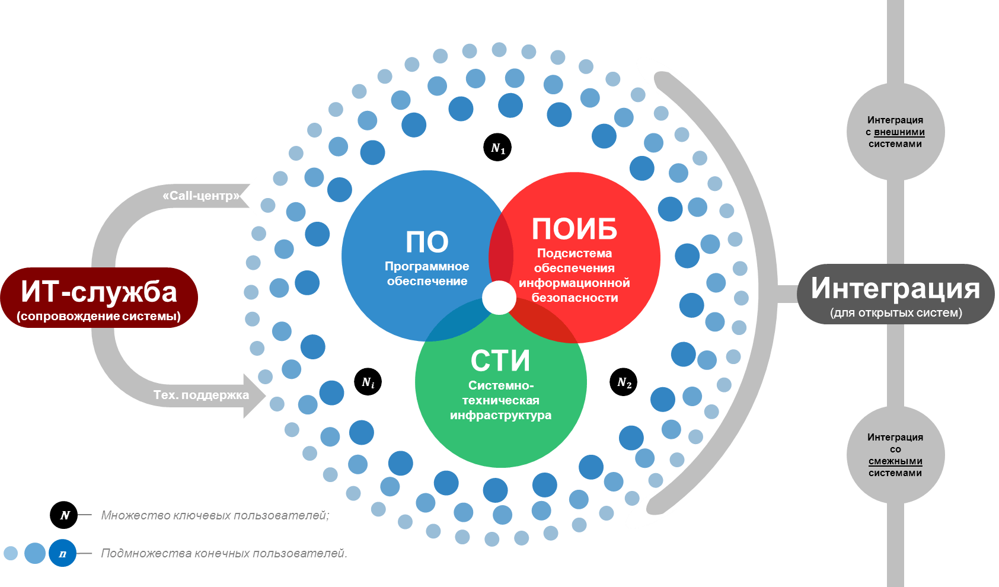 N₁
Интеграция
с внешними
системами
«Call-центр»
ПО
Программное
обеспечение
ПОИБ
Подсистема
обеспечения
информационной
безопасности
ИТ-служба
(сопровождение системы)
Интеграция
(для открытых систем)
СТИ
Системно-
техническая
инфраструктура
Nᵢ
N₂
Тех. поддержка
Интеграция
со
смежными
системами
N
Множество ключевых пользователей;
n
Подмножества конечных пользователей.